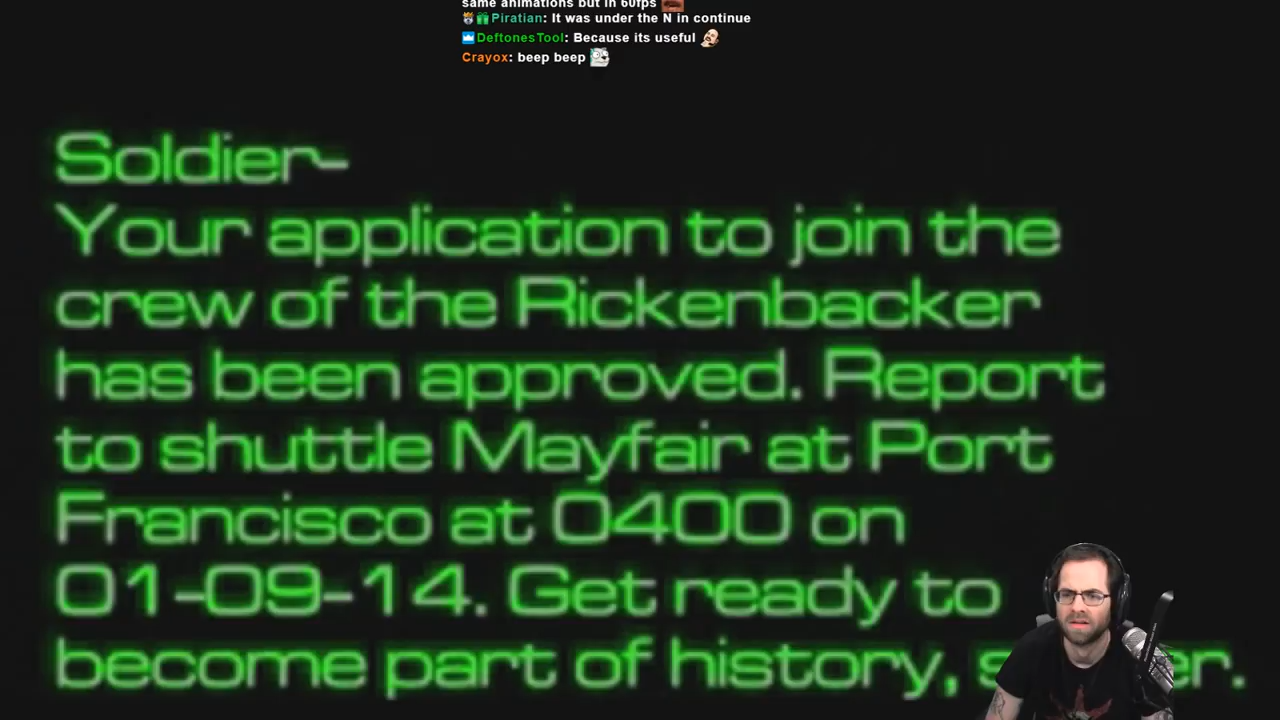 same animations but in 60fps
Piratian: It was under the N in continue
DeftonesTool: Because its useful
Crayox: beep beep
Soldier-
Your application to join the
crew of the Rickenbacker
has been approved. Report
to shuttle Mayfair at Port
Francisco at 0400 on
01-09-14. Get ready to
become part of history,